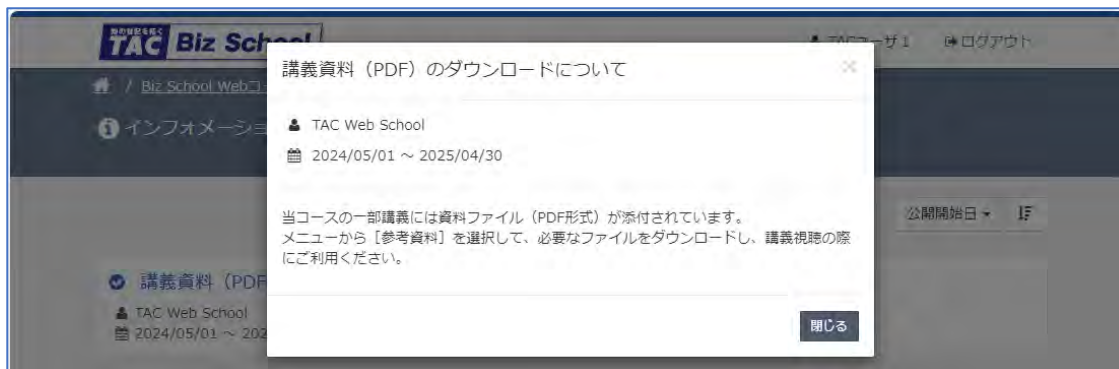 TAC Biz School
TACユーザ1 ログアウト
/ Biz School Webコ
インフォメーショ
講義資料（PDF）のダウンロードについて
TAC Web School
2024/05/01 ～ 2025/04/30
当コースの一部講義には資料ファイル（PDF形式）が添付されています。
メニューから［参考資料］を選択して、必要なファイルをダウンロードし、講義視聴の際
にご利用ください。
閉じる
公開開始日
講義資料（PDF
TAC Web School
2024/05/01 ～ 202